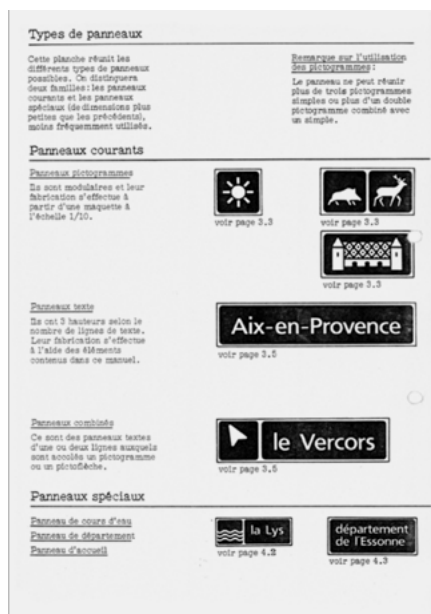 Types de panneaux
Cette planche réunit les
différents types de panneaux
possibles. On distinguera
deux familles: les panneaux
courants et les panneaux
spéciaux (de dimensions plus
petites que les précédents),
moins fréquemment utilisés.
Remarque sur l'utilisation
des pictogrammes:
Le panneau ne peut réunir
plus de trois pictogrammes
simples ou plus d'un double
pictogramme combiné avec
un simple.
Panneaux courants
Panneaux pictogrammes
Ils sont modulaires et leur
fabrication s'effectue à
partir d'une maquette à
l'échelle 1/10.
voir page 3.3
voir page 3.3
voir page 3.3
Panneaux texte
Ils ont 3 hauteurs selon le
nombre de lignes de texte.
Leur fabrication s'effectue
à l'aide des éléments
contenus dans ce manuel.
Aix-en-Provence
voir page 3.5
Panneaux combinés
Ce sont des panneaux textes
d'une ou deux lignes auxquels
sont accolés un pictogramme
ou un pictoflèche.
le Vercors
voir page 3.5
Panneaux spéciaux
Panneau de cours d'eau
Panneau de département
Panneau d'accueil
la Lys
voir page 4.2
département
de l'Essonne
voir page 4.3